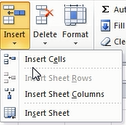 Insert Delete Format
Insert Cells
Insert Sheet Rows
Insert Sheet Columns
Insert Sheet